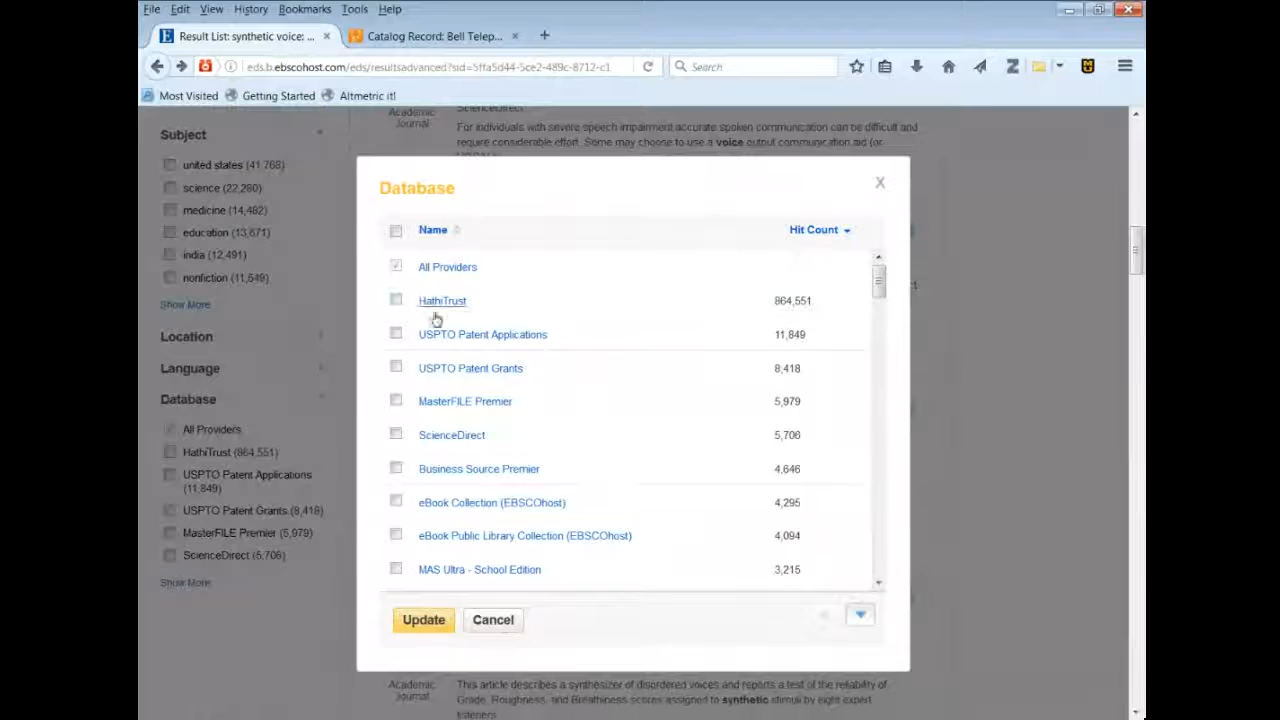 File Edit View History Bookmarks Tools Help
Result List: synthetic voice: ... × Catalog Record: Bell Telep... × +
eds.b.ebscohost.com/eds/resultsadvanced?sid=5ffa5d44-5ce2-489c-8712-c1 Search
Most Visited Getting Started Altmetric it!
ScienceDirect
Academic
Journal
For individuals with severe speech impairment accurate spoken communication can be difficult and
require considerable effort. Some may choose to use a voice output communication aid (or
Subject
united states (41,768)
science (22,280)
medicine (14,482)
education (13,671)
india (12,491)
nonfiction (11,549)
Show More
Location
Language
Database
All Providers
HathiTrust (864,551)
USPTO Patent Applications
(11,849)
USPTO Patent Grants (8,418)
MasterFILE Premier (5,979)
ScienceDirect (5,706)
Show More
Database X
Name Hit Count
All Providers
HathiTrust 864,551
USPTO Patent Applications 11,849
USPTO Patent Grants 8,418
MasterFILE Premier 5,979
ScienceDirect 5,706
Business Source Premier 4,646
eBook Collection (EBSCOhost) 4,295
eBook Public Library Collection (EBSCOhost) 4,094
MAS Ultra - School Edition 3,215
Update Cancel
Academic
Journal
This article describes a synthesizer of disordered voices and reports a test of the reliability of
Grade, Roughness, and Breathiness scores assigned to synthetic stimuli by eight expert
listeners